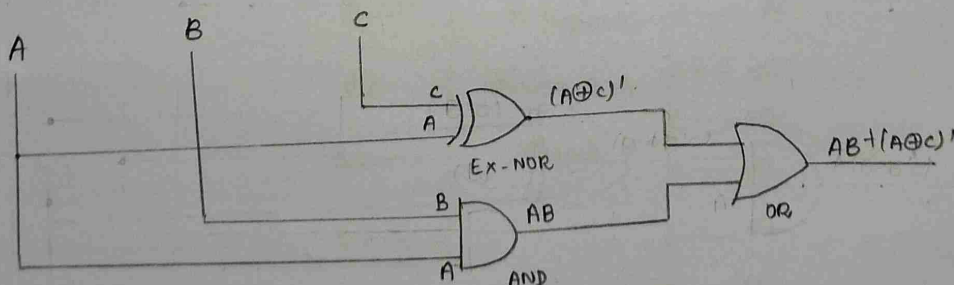 A B C
C
A
(A⊕C)'
EX-NOR
B
A
AB
AND
OR
AB+(A⊕C)'